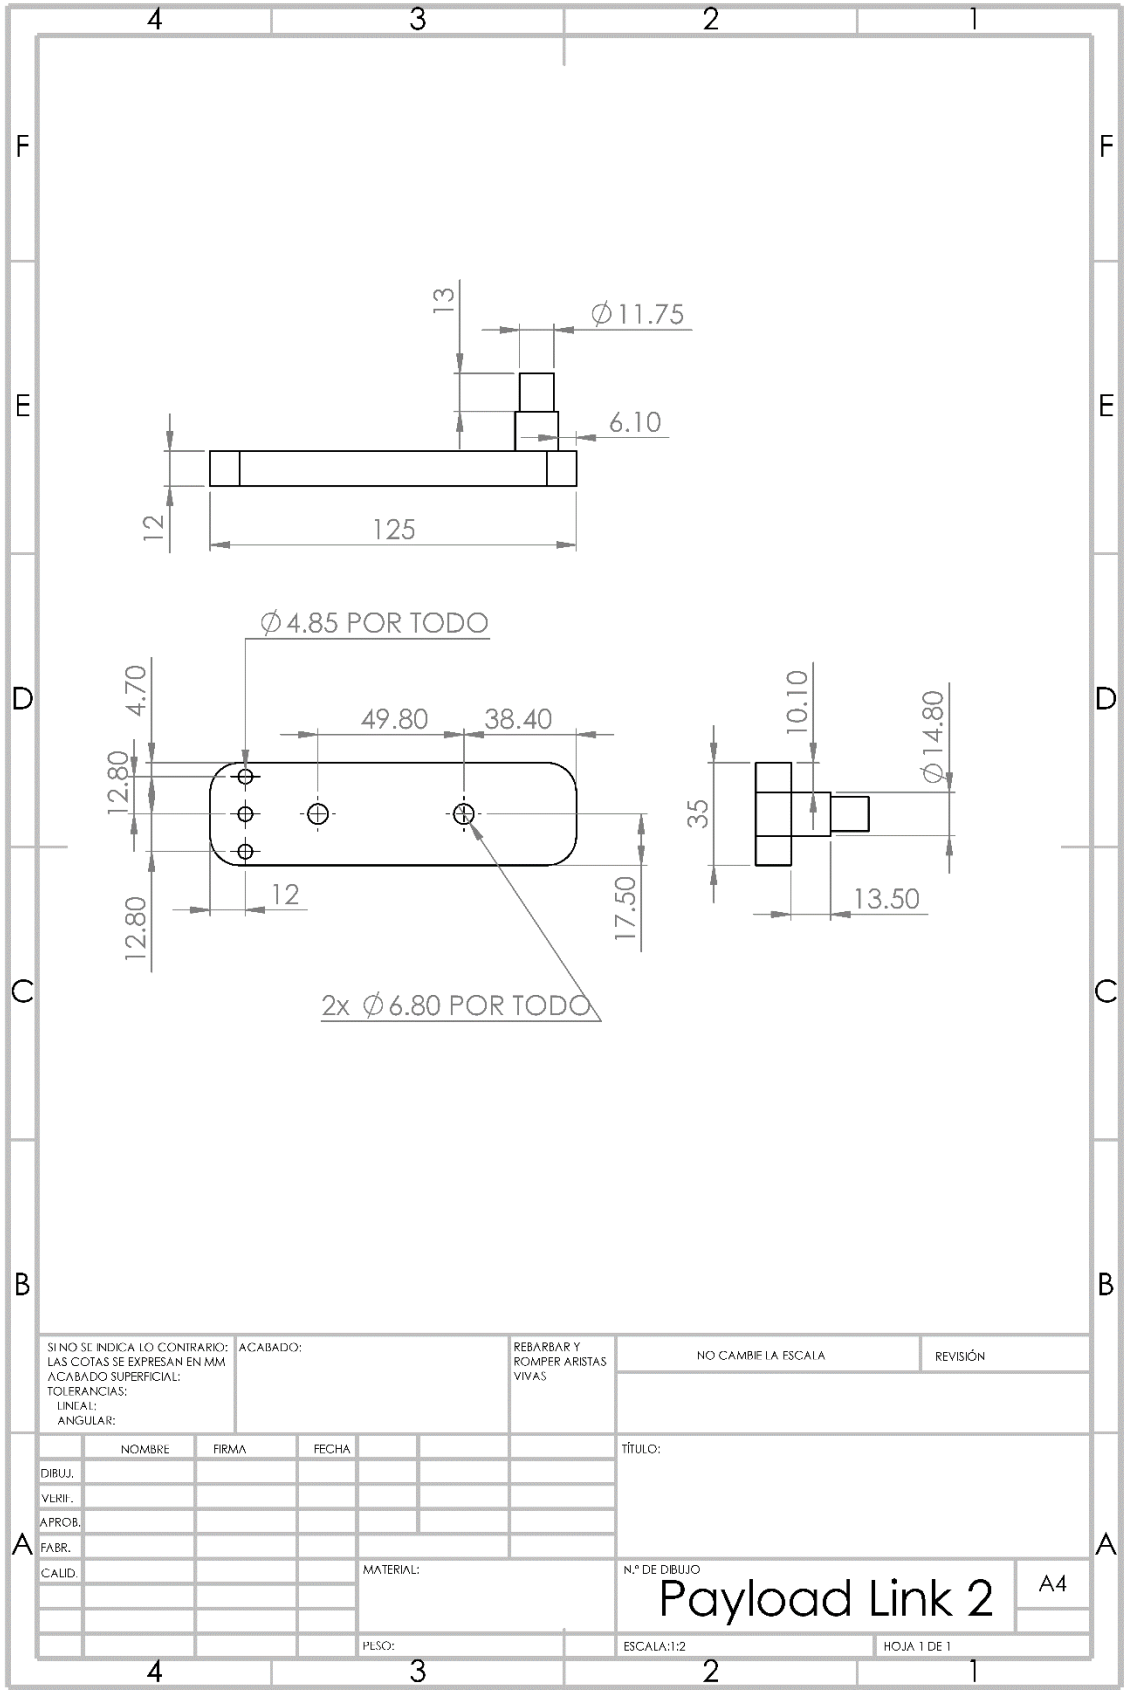 4 3 2 1
F F
13
Ø11.75
E E
6.10
12
125
Ø4.85 POR TODO
D D
4.70
49.80 38.40
10.10
Ø14.80
12.80
35
12
17.50
13.50
12.80
C C
2x Ø6.80 POR TODO
B B
SI NO SE INDICA LO CONTRARIO:
LAS COTAS SE EXPRESAN EN MM
ACABADO SUPERFICIAL:
TOLERANCIAS:
LINEAL:
ANGULAR:
ACABADO:
REBARBAR Y
ROMPER ARISTAS
VIVAS
NO CAMBIE LA ESCALA
REVISIÓN
NOMBRE FIRMA FECHA
TÍTULO:
DIBUJ.
VERIF.
APROB.
A A
FABR.
CALID.
MATERIAL:
N.º DE DIBUJO
Payload Link 2
A4
PESO:
ESCALA:1:2
HOJA 1 DE 1
4 3 2 1